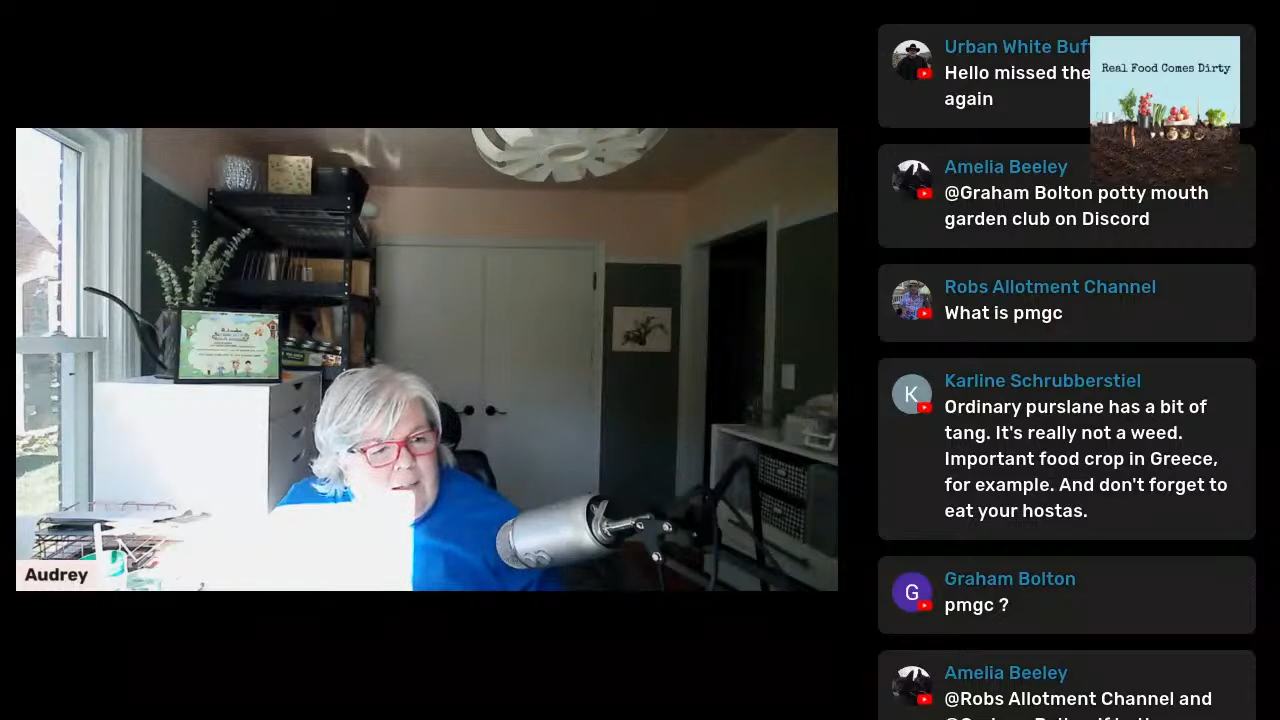 Urban White Buf
Hello missed the
again
Real Food Comes Dirty
Amelia Beeley
@Graham Bolton potty mouth
garden club on Discord
Robs Allotment Channel
What is pmgc
Karline Schrubberstiel
K
Ordinary purslane has a bit of
tang. It's really not a weed.
Important food crop in Greece,
for example. And don't forget to
eat your hostas.
Graham Bolton
G
pmgc ?
Amelia Beeley
@Robs Allotment Channel and
Audrey